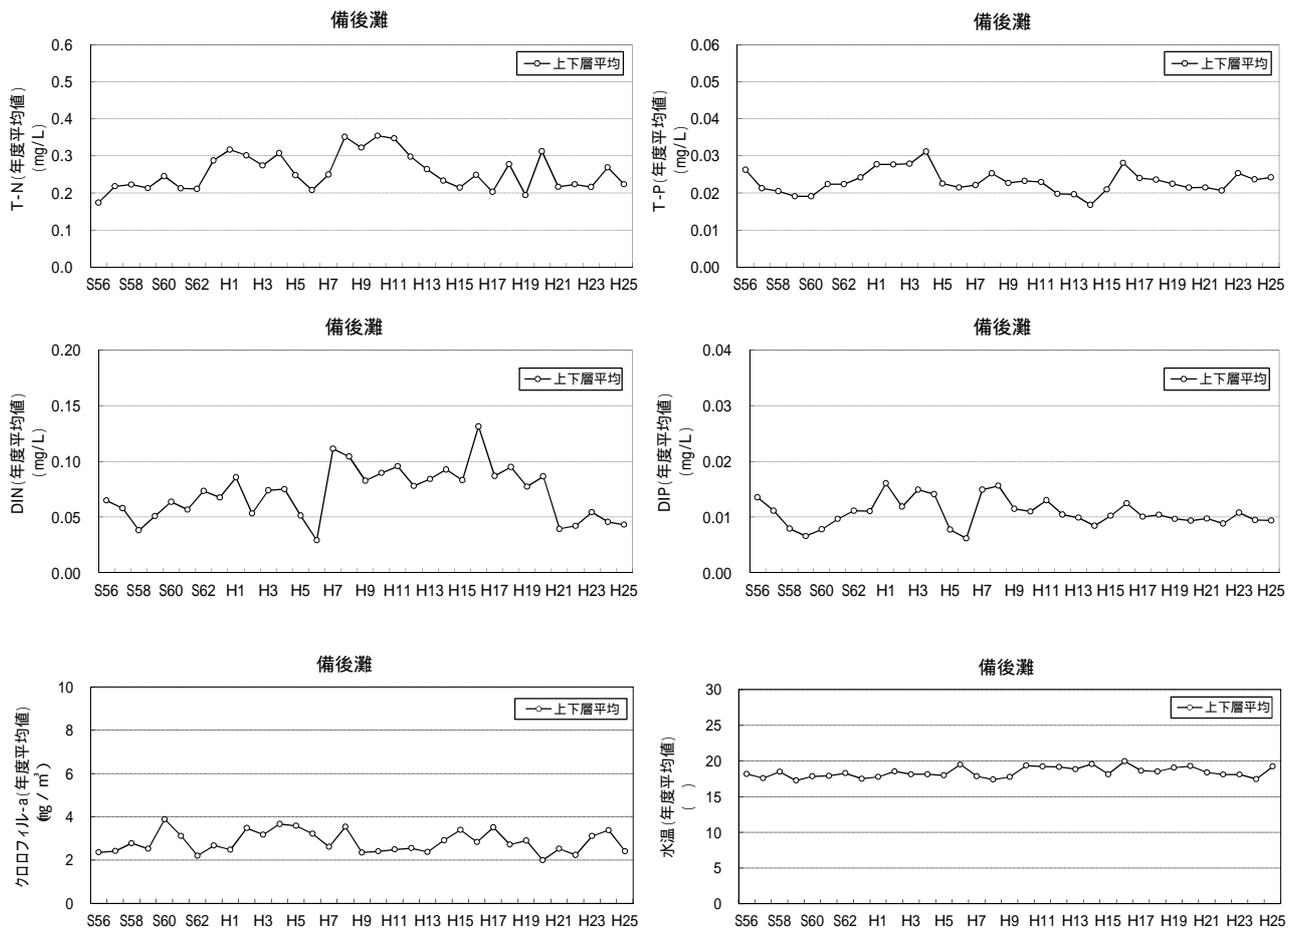 備後灘
T-N(年度平均値)
(mg/L)
0.6
0.5
0.4
0.3
0.2
0.1
0.0
上下層平均
S56 S58 S60 S62 H1 H3 H5 H7 H9 H11 H13 H15 H17 H19 H21 H23 H25
備後灘
T-P(年度平均値)
(mg/L)
0.06
0.05
0.04
0.03
0.02
0.01
0.00
上下層平均
S56 S58 S60 S62 H1 H3 H5 H7 H9 H11 H13 H15 H17 H19 H21 H23 H25
備後灘
DIN(年度平均値)
(mg/L)
0.20
0.15
0.10
0.05
0.00
上下層平均
S56 S58 S60 S62 H1 H3 H5 H7 H9 H11 H13 H15 H17 H19 H21 H23 H25
備後灘
DIP(年度平均値)
(mg/L)
0.04
0.03
0.02
0.01
0.00
上下層平均
S56 S58 S60 S62 H1 H3 H5 H7 H9 H11 H13 H15 H17 H19 H21 H23 H25
備後灘
クロロフィル-a(年度平均値)
10
8
6
4
2
0
上下層平均
S56 S58 S60 S62 H1 H3 H5 H7 H9 H11 H13 H15 H17 H19 H21 H23 H25
備後灘
水温(年度平均値)
( )
30
25
20
15
10
5
0
上下層平均
S56 S58 S60 S62 H1 H3 H5 H7 H9 H11 H13 H15 H17 H19 H21 H23 H25